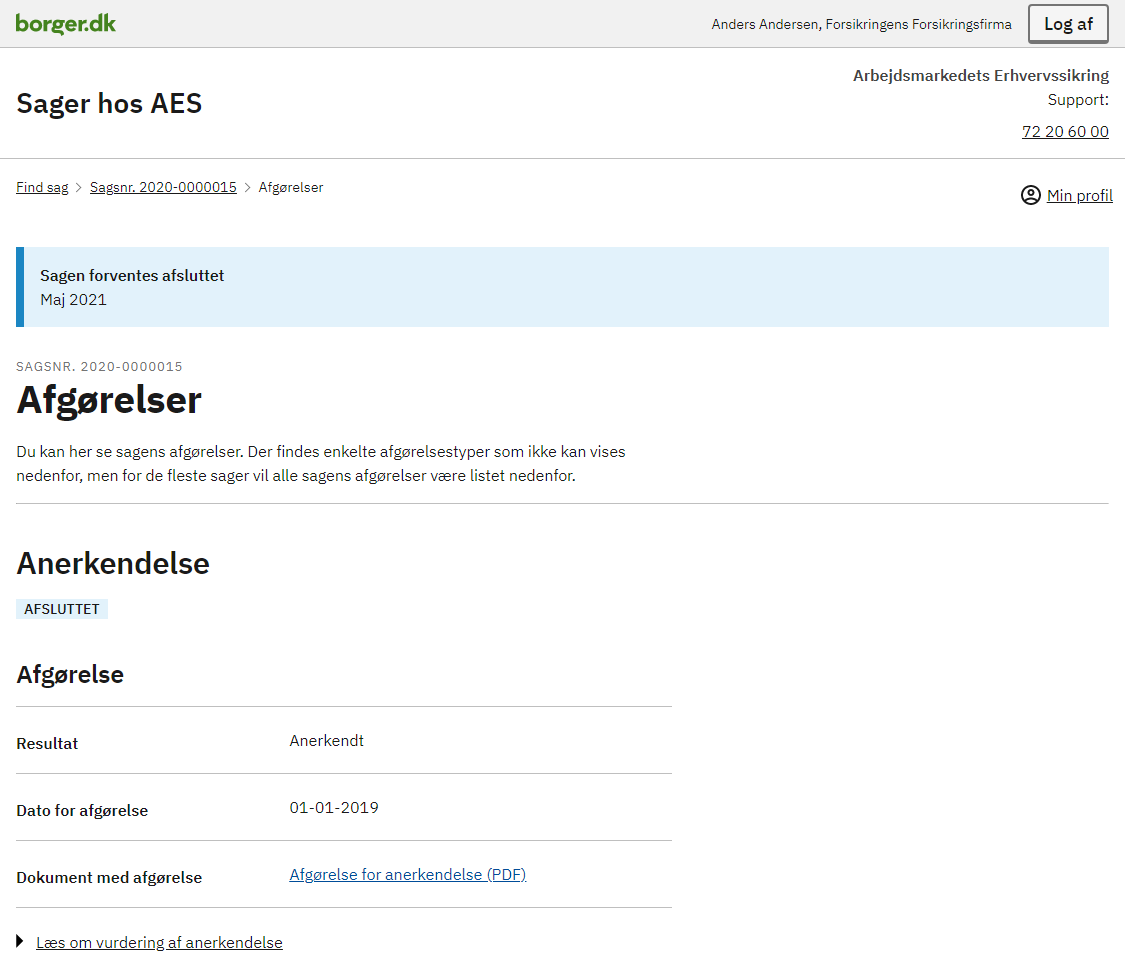 borger.dk
Anders Andersen, Forsikringens Forsikringsfirma
Log af
Sager hos AES
Arbejdsmarkedets Erhvervssikring
Support:
72 20 60 00
Find sag > Sagsnr. 2020-0000015 > Afgørelser
Min profil
Sagen forventes afsluttet
Maj 2021
SAGSNR. 2020-0000015
Afgørelser
Du kan her se sagens afgørelser. Der findes enkelte afgørelsestyper som ikke kan vises
nedenfor, men for de fleste sager vil alle sagens afgørelser være listet nedenfor.
Anerkendelse
AFSLUTTET
Afgørelse
Resultat Anerkendt
Dato for afgørelse 01-01-2019
Dokument med afgørelse Afgørelse for anerkendelse (PDF)
Læs om vurdering af anerkendelse